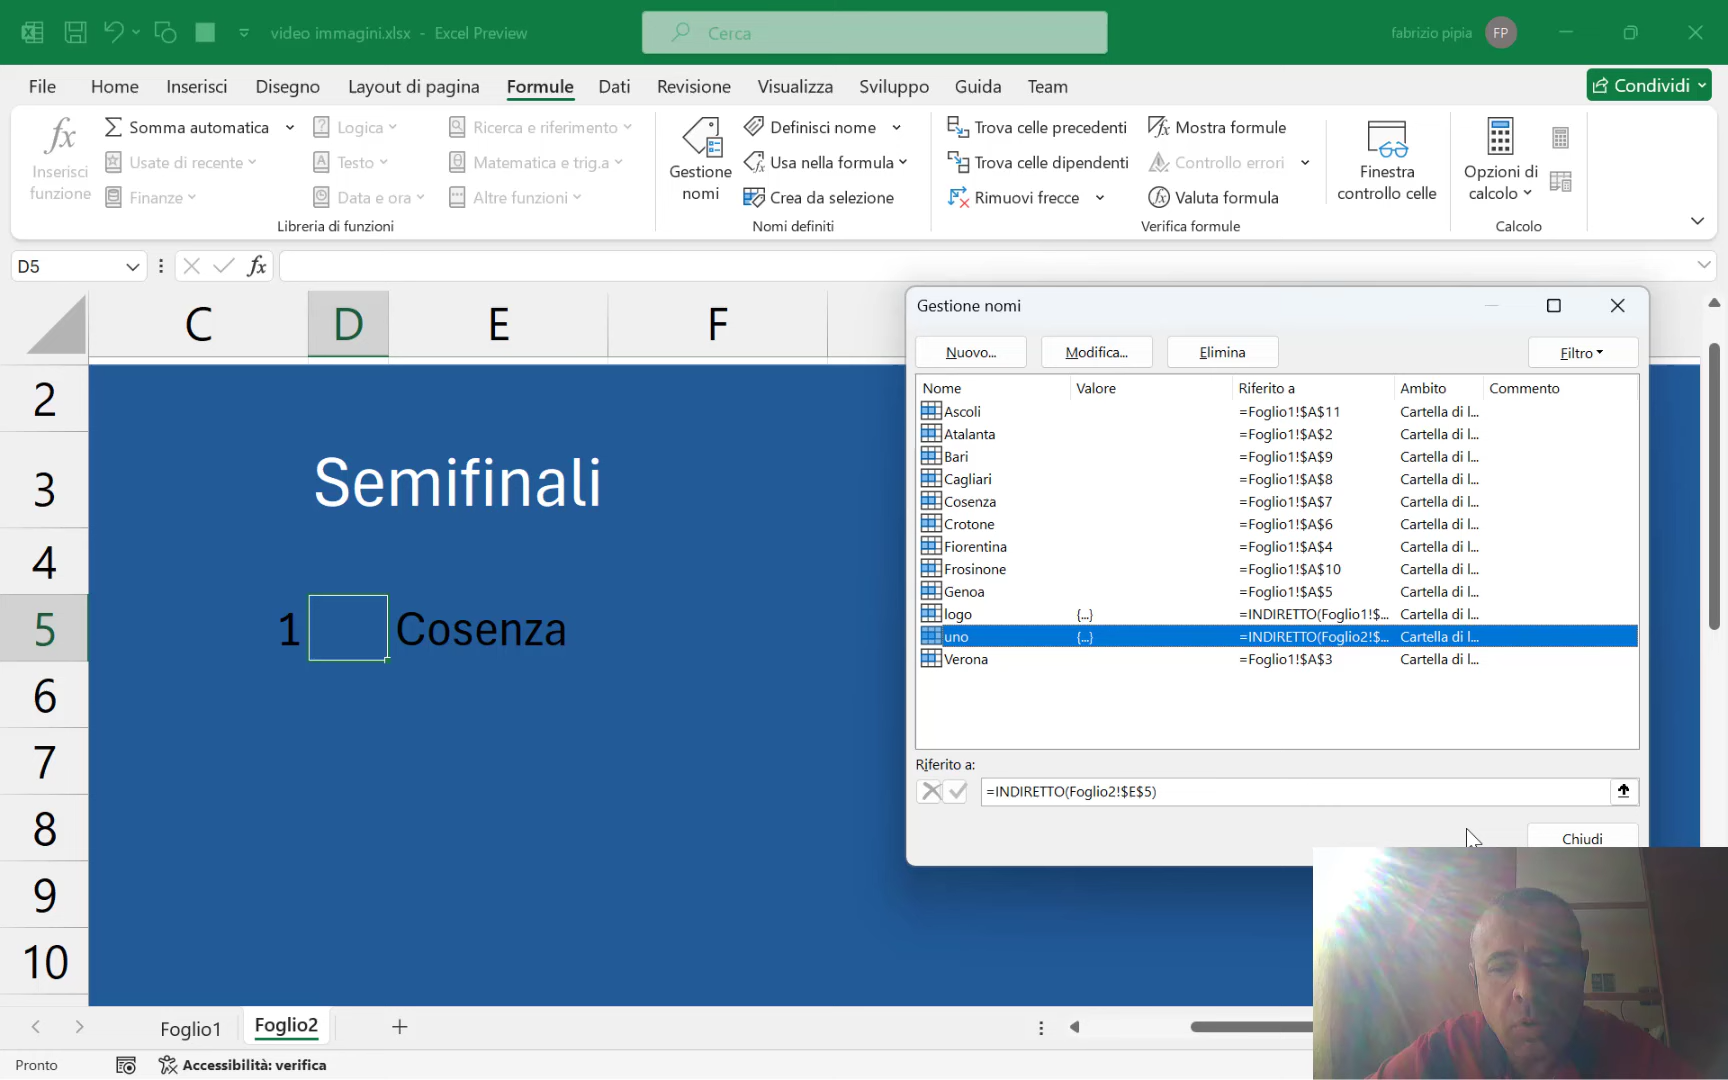 video immagini.xlsx - Excel Preview
Cerca
fabrizio pipia FP
File Home Inserisci Disegno Layout di pagina Formule Dati Revisione Visualizza Sviluppo Guida Team
Condividi
Inserisci funzione
Somma automatica
Usate di recente
Finanze
Logica
Testo
Data e ora
Ricerca e riferimento
Matematica e trig.a
Altre funzioni
Libreria di funzioni
Gestione nomi
Definisci nome
Usa nella formula
Crea da selezione
Nomi definiti
Trova celle precedenti
Trova celle dipendenti
Rimuovi frecce
Mostra formule
Controllo errori
Valuta formula
Verifica formule
Finestra controllo celle
Opzioni di calcolo
Calcolo
D5
fx
C D E F
2
3
4
5
6
7
8
9
10
Semifinali
1 Cosenza
Gestione nomi
Nuovo... Modifica... Elimina Filtro
Nome Valore Riferito a Ambito Commento
Ascoli =Foglio1!$A$11 Cartella di l...
Atalanta =Foglio1!$A$2 Cartella di l...
Bari =Foglio1!$A$9 Cartella di l...
Cagliari =Foglio1!$A$8 Cartella di l...
Cosenza =Foglio1!$A$7 Cartella di l...
Crotone =Foglio1!$A$6 Cartella di l...
Fiorentina =Foglio1!$A$4 Cartella di l...
Frosinone =Foglio1!$A$10 Cartella di l...
Genoa =Foglio1!$A$5 Cartella di l...
logo {...} =INDIRETTO(Foglio1!$... Cartella di l...
uno {...} =INDIRETTO(Foglio2!$... Cartella di l...
Verona =Foglio1!$A$3 Cartella di l...
Riferito a:
=INDIRETTO(Foglio2!$E$5)
Chiudi
Foglio1 Foglio2
Pronto
Accessibilità: verifica